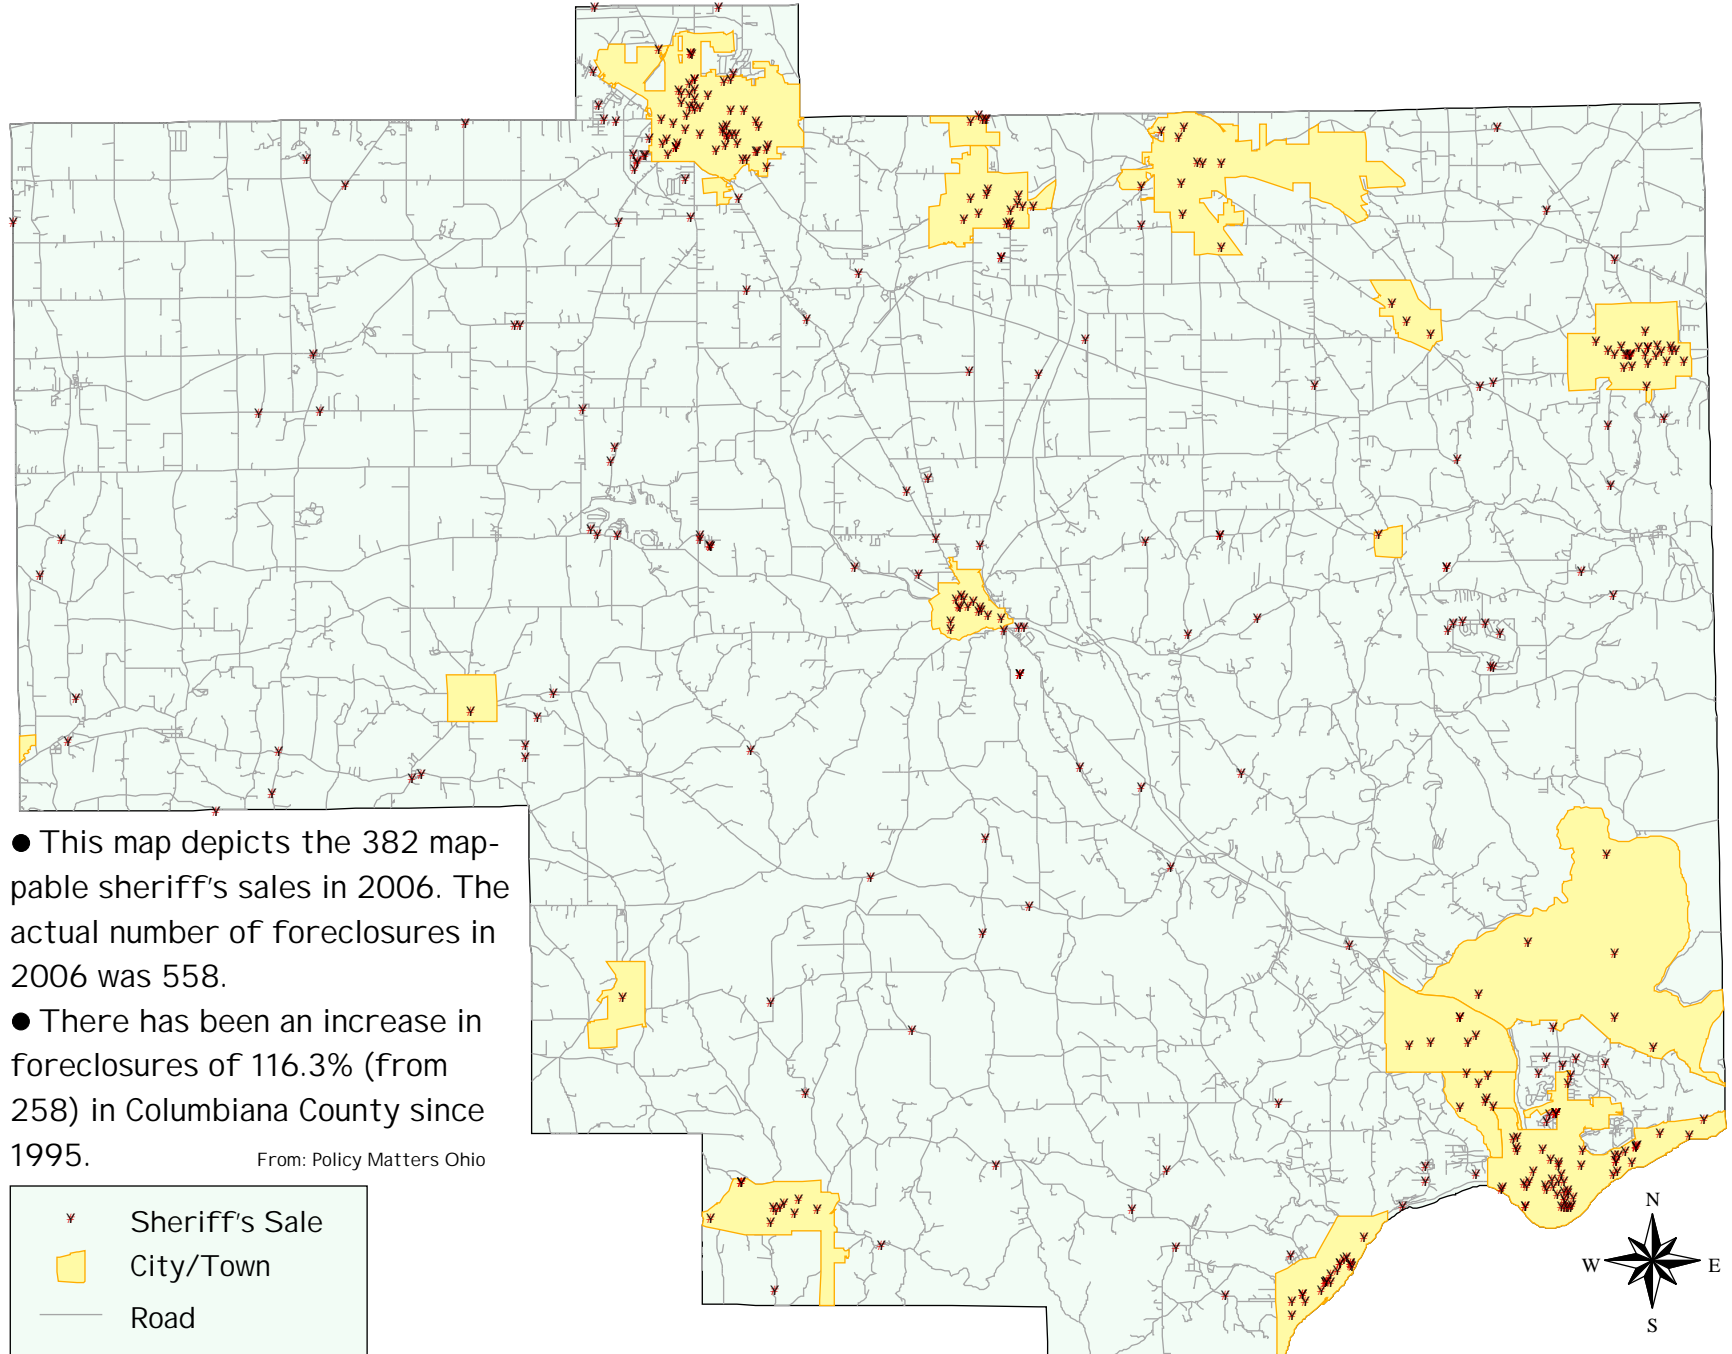 ● This map depicts the 382 map-
pable sheriff's sales in 2006. The
actual number of foreclosures in
2006 was 558.
● There has been an increase in
foreclosures of 116.3% (from
258) in Columbiana County since
1995.
From: Policy Matters Ohio
Sheriff's Sale
City/Town
Road
N
W E
S